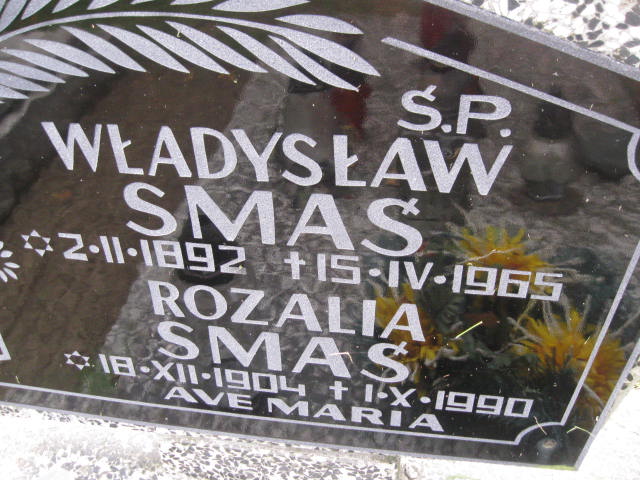 Ś.P.
WŁADYSŁAW
SMAŚ
2·II·1892 †15·IV·1965
ROZALIA
SMAŚ
18·XII·1904 †1·X·1990
AVE MARIA